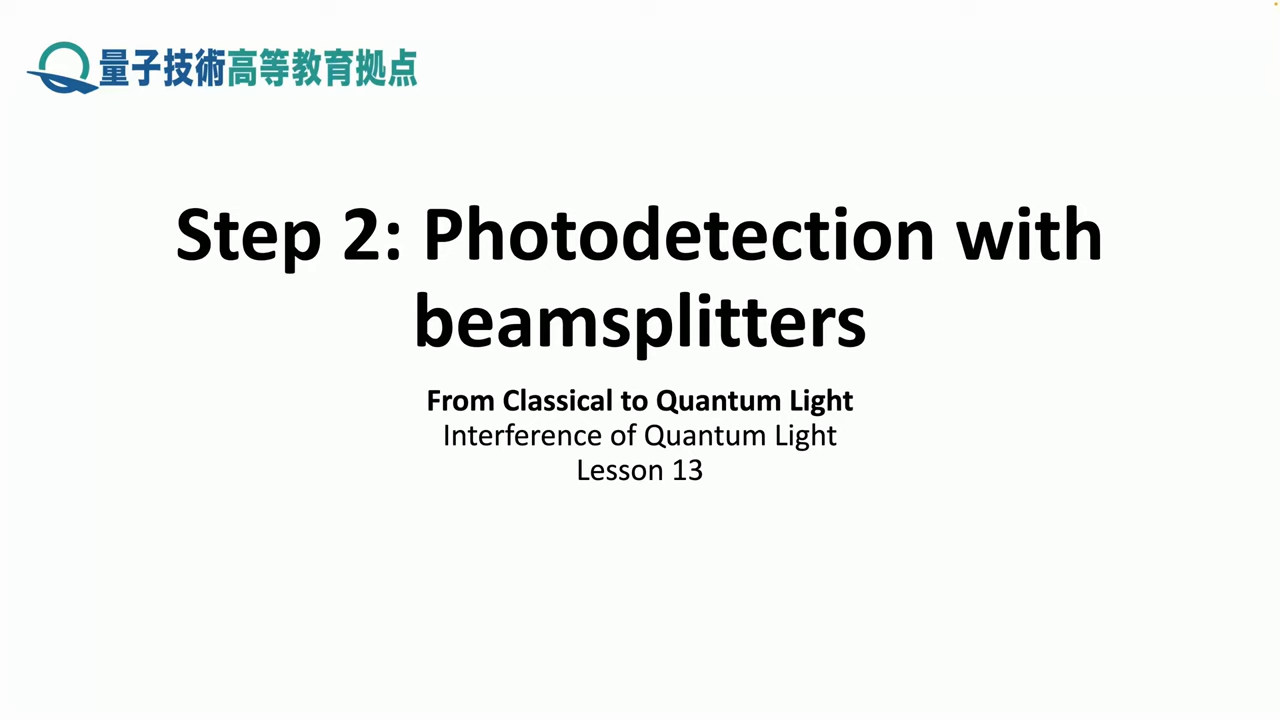 量子技術高等教育拠点
Step 2: Photodetection with
beamsplitters
From Classical to Quantum Light
Interference of Quantum Light
Lesson 13